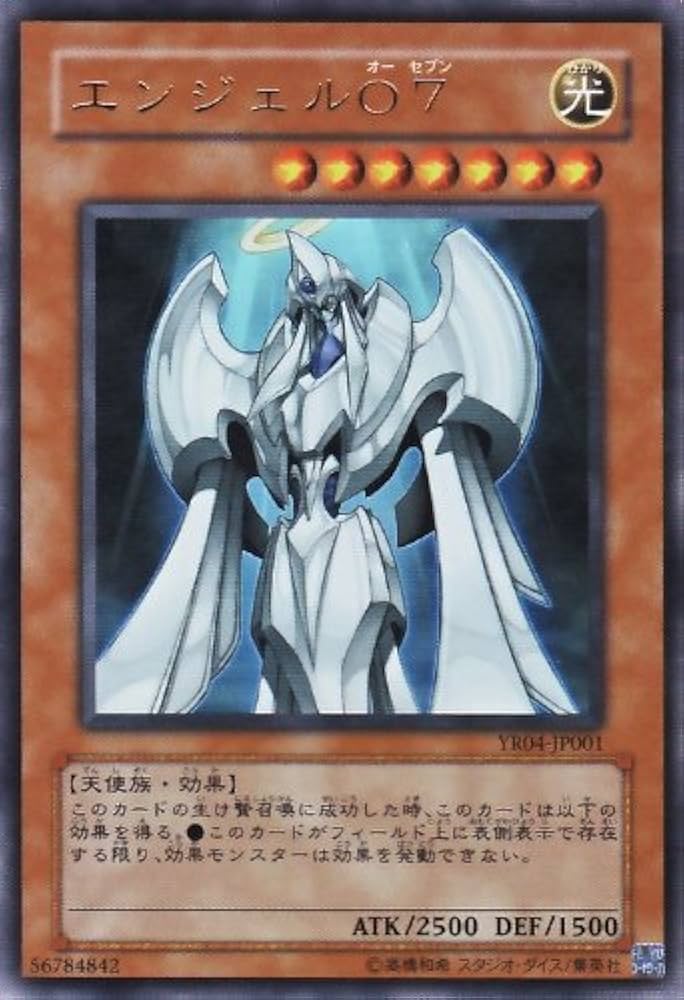 エンジェルO7
オー セブン
光
ひかり
YR04-JP001
【天使族・効果】
このカードの生け贄召喚に成功した時、このカードは以下の
効果を得る。●このカードがフィールド上に表側表示で存在
する限り、効果モンスターは効果を発動できない。
ATK/2500 DEF/1500
56784842
©高橋和希 スタジオ・ダイス/集英社